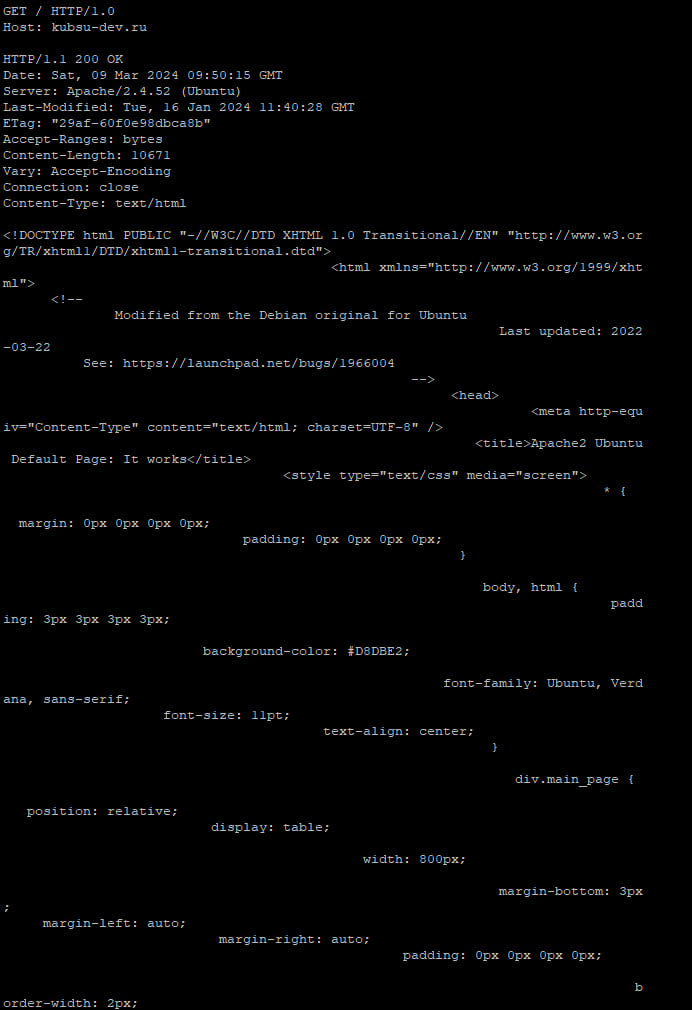 GET / HTTP/1.0
Host: kubsu-dev.ru
HTTP/1.1 200 OK
Date: Sat, 09 Mar 2024 09:50:15 GMT
Server: Apache/2.4.52 (Ubuntu)
Last-Modified: Tue, 16 Jan 2024 11:40:28 GMT
ETag: "29af-60f0e98dbca8b"
Accept-Ranges: bytes
Content-Length: 10671
Vary: Accept-Encoding
Connection: close
Content-Type: text/html
<!DOCTYPE html PUBLIC "-//W3C//DTD XHTML 1.0 Transitional//EN" "http://www.w3.or
g/TR/xhtml1/DTD/xhtml1-transitional.dtd">
<html xmlns="http://www.w3.org/1999/xht
ml">
<!--
Modified from the Debian original for Ubuntu
Last updated: 2022
-03-22
See: https://launchpad.net/bugs/1966004
-->
<head>
<meta http-equ
iv="Content-Type" content="text/html; charset=UTF-8" />
<title>Apache2 Ubuntu
Default Page: It works</title>
<style type="text/css" media="screen">
* {
margin: 0px 0px 0px 0px;
padding: 0px 0px 0px 0px;
}
body, html {
padd
ing: 3px 3px 3px 3px;
background-color: #D8DBE2;
font-family: Ubuntu, Verd
ana, sans-serif;
font-size: 11pt;
text-align: center;
}
div.main_page {
position: relative;
display: table;
width: 800px;
margin-bottom: 3px
;
margin-left: auto;
margin-right: auto;
padding: 0px 0px 0px 0px;
b
order-width: 2px;